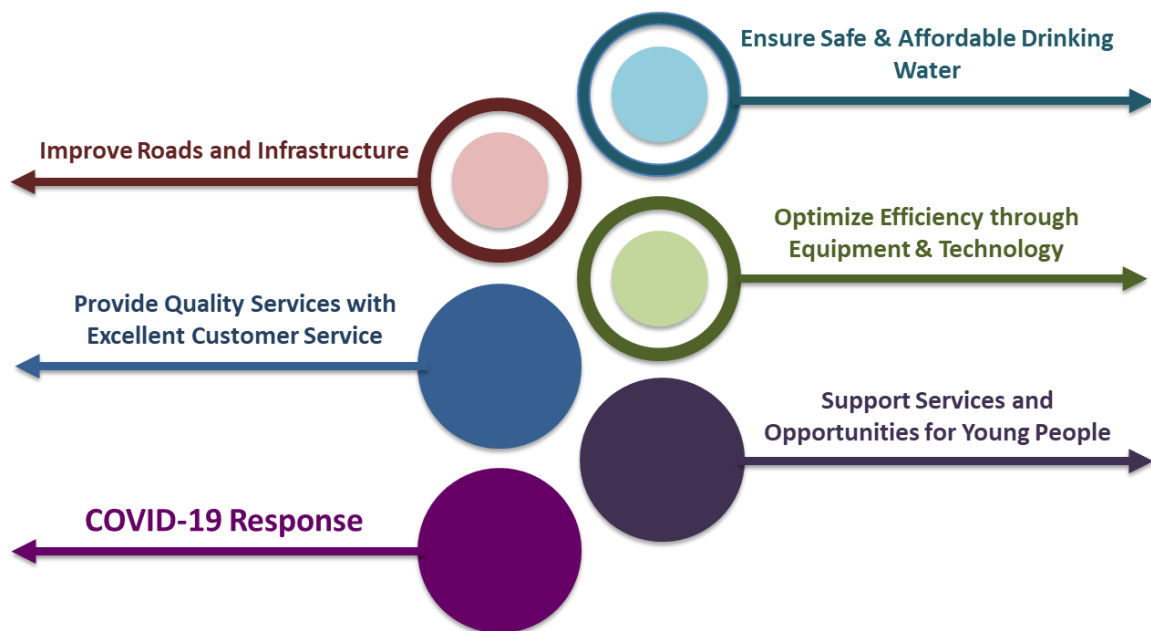 Ensure Safe & Affordable Drinking
Water
Improve Roads and Infrastructure
Optimize Efficiency through
Equipment & Technology
Provide Quality Services with
Excellent Customer Service
Support Services and
Opportunities for Young People
COVID-19 Response